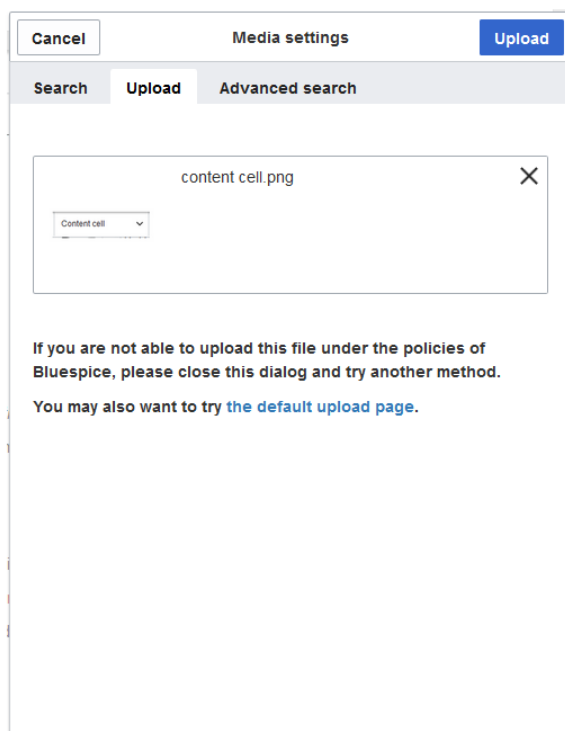 Cancel Media settings Upload
Search Upload Advanced search
content cell.png
Content cell
If you are not able to upload this file under the policies of
Bluespice, please close this dialog and try another method.
You may also want to try the default upload page.